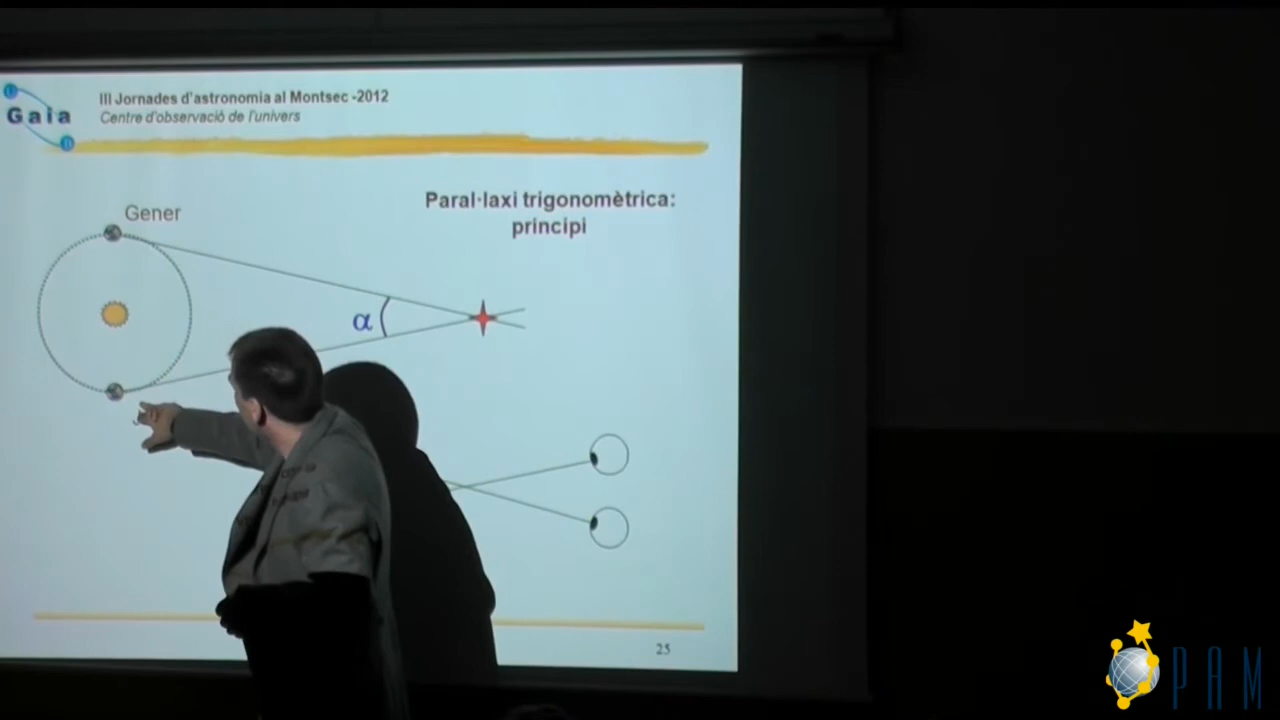 Gaia
III Jornades d'astronomia al Montsec -2012
Centre d'observació de l'univers
Paral·laxi trigonomètrica:
principi
Gener
α
25
PAM